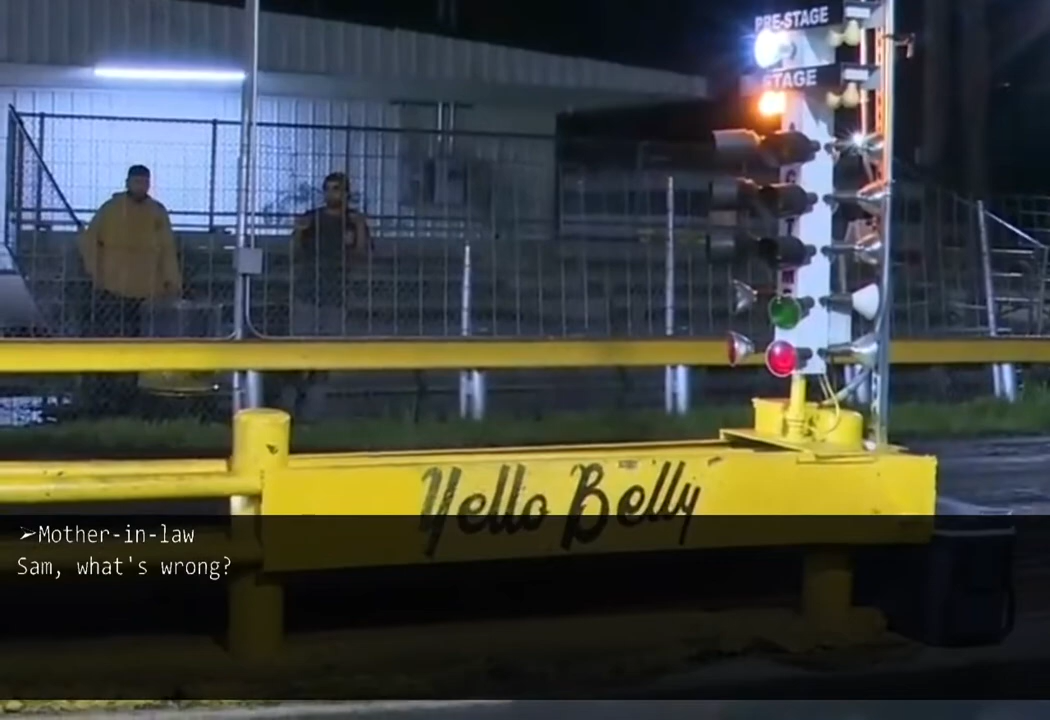 PRE-STAGE
STAGE
Yello Belly
➢Mother-in-law
Sam, what's wrong?